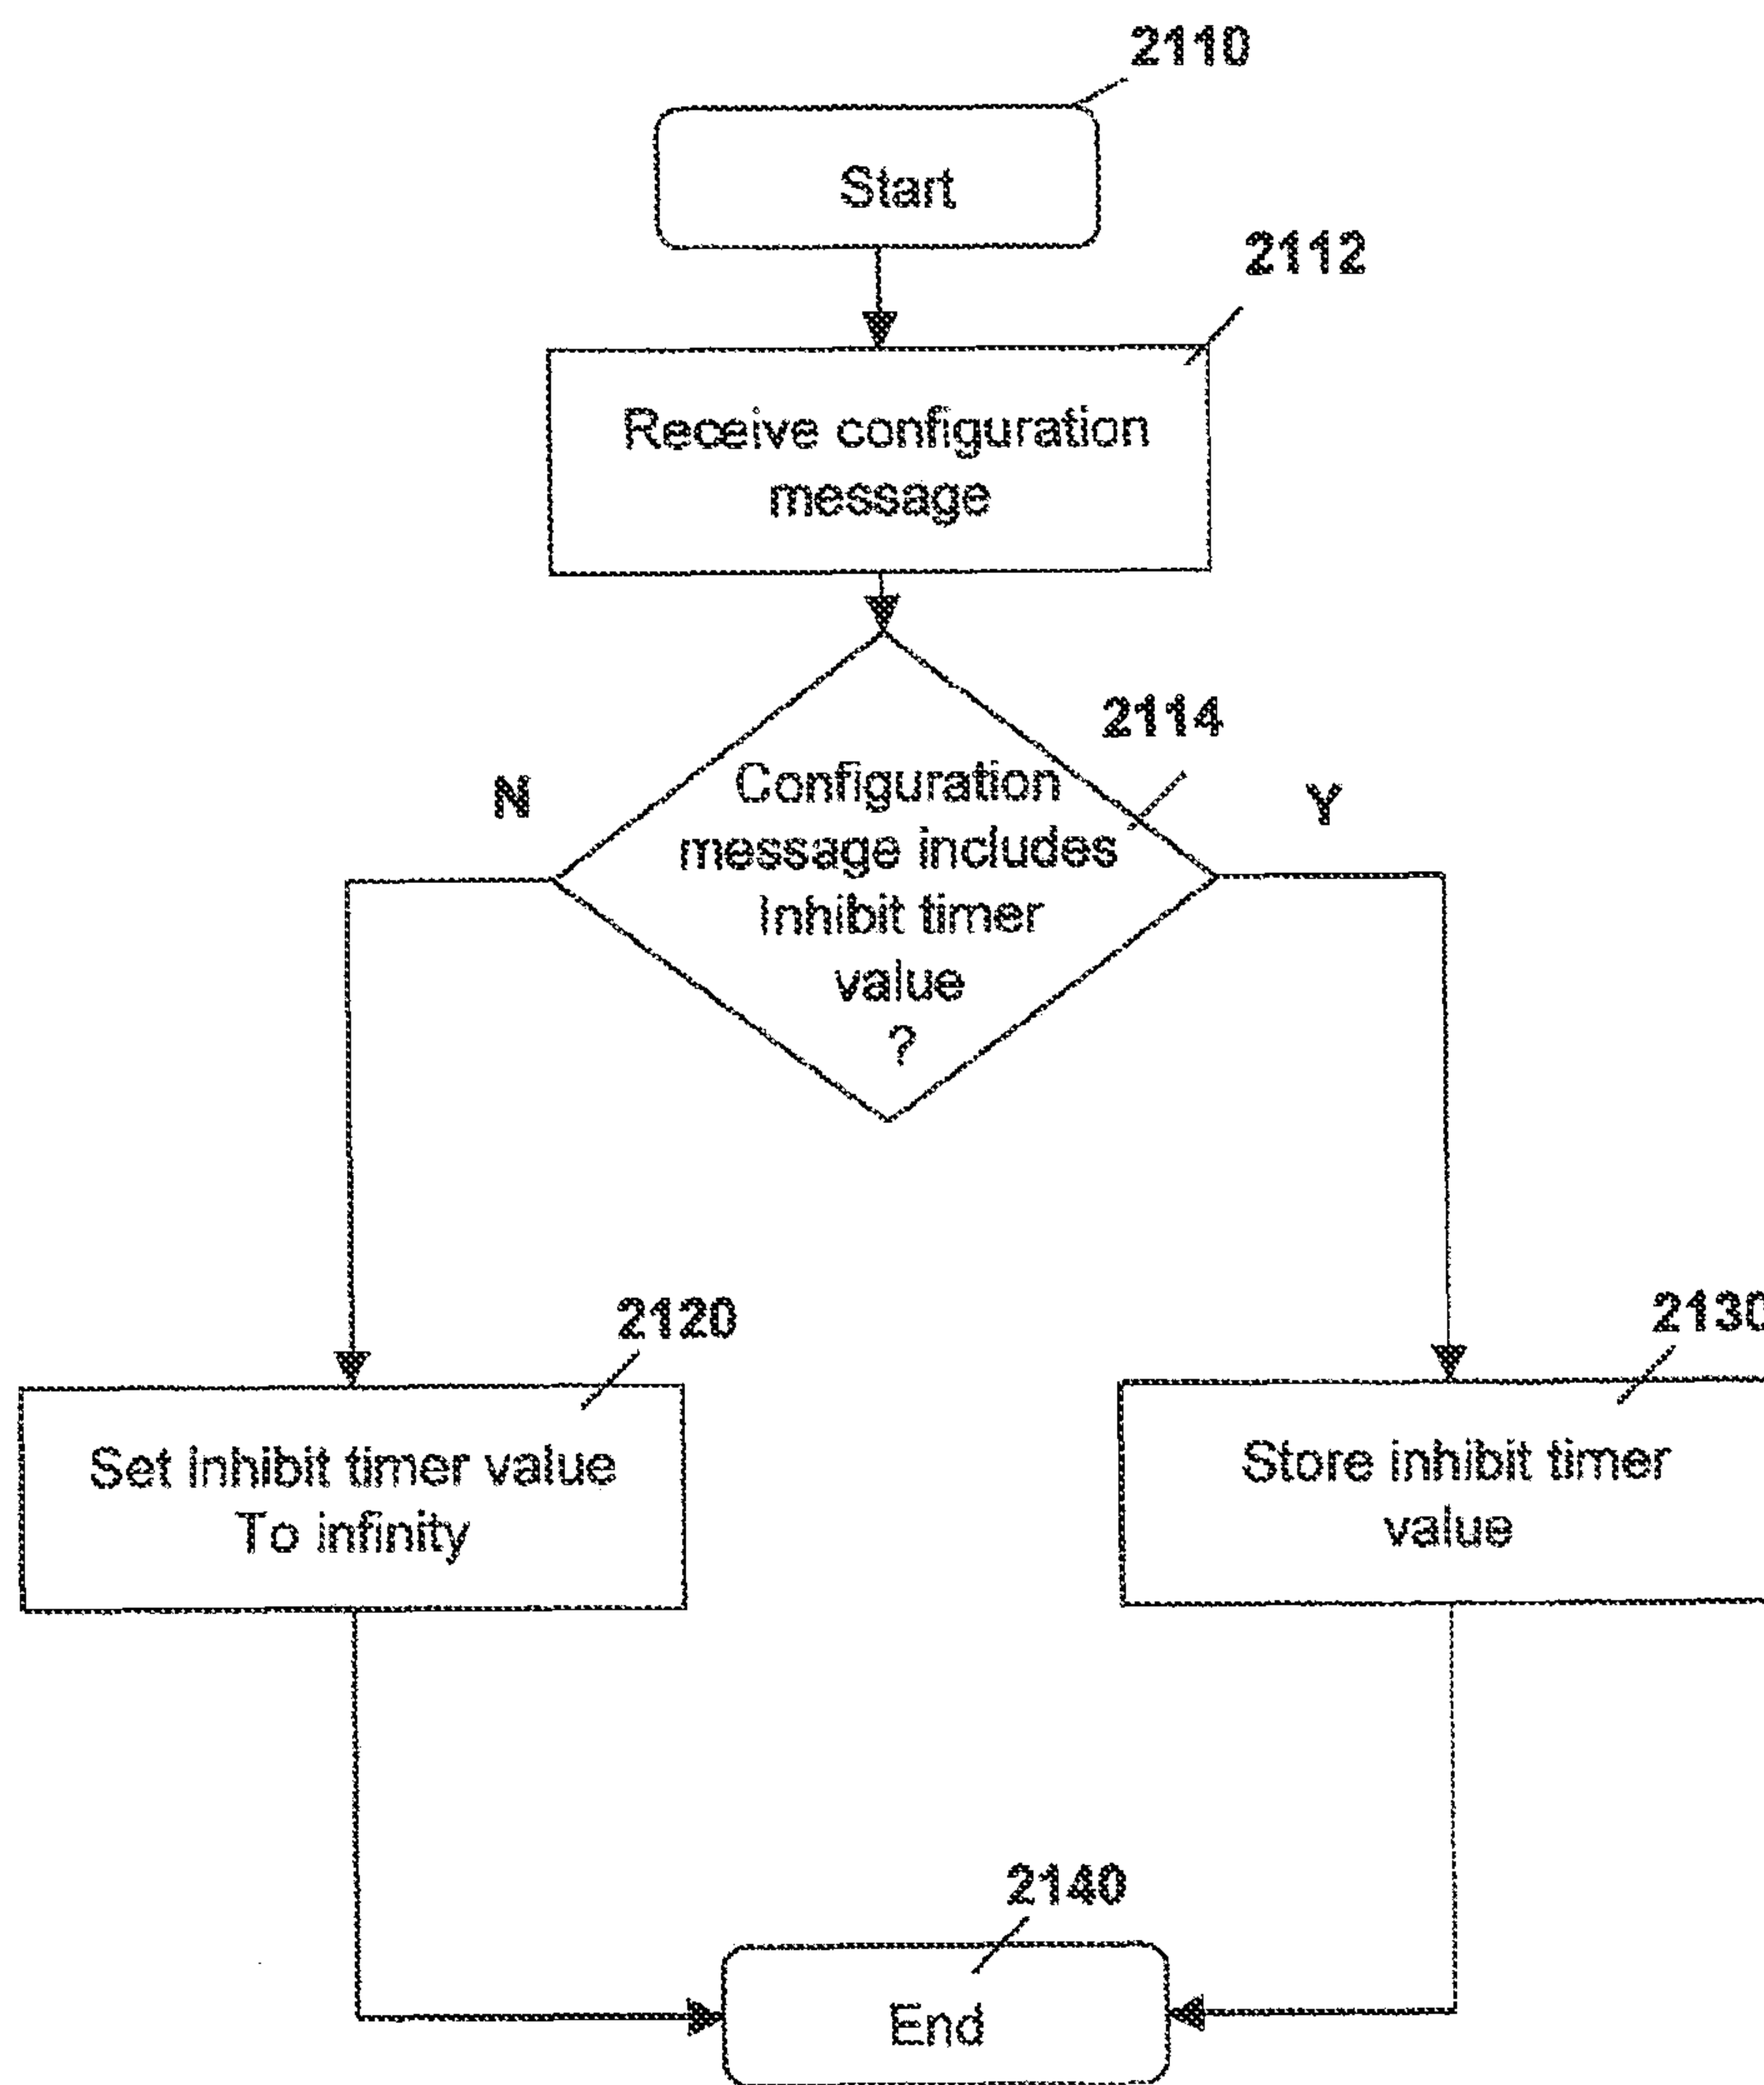 2110
Start
2112
Receive configuration
message
2114
N
Y
Configuration
message includes
Inhibit timer
value
?
2120
2130
Set inhibit timer value
To infinity
Store inhibit timer
value
2140
End